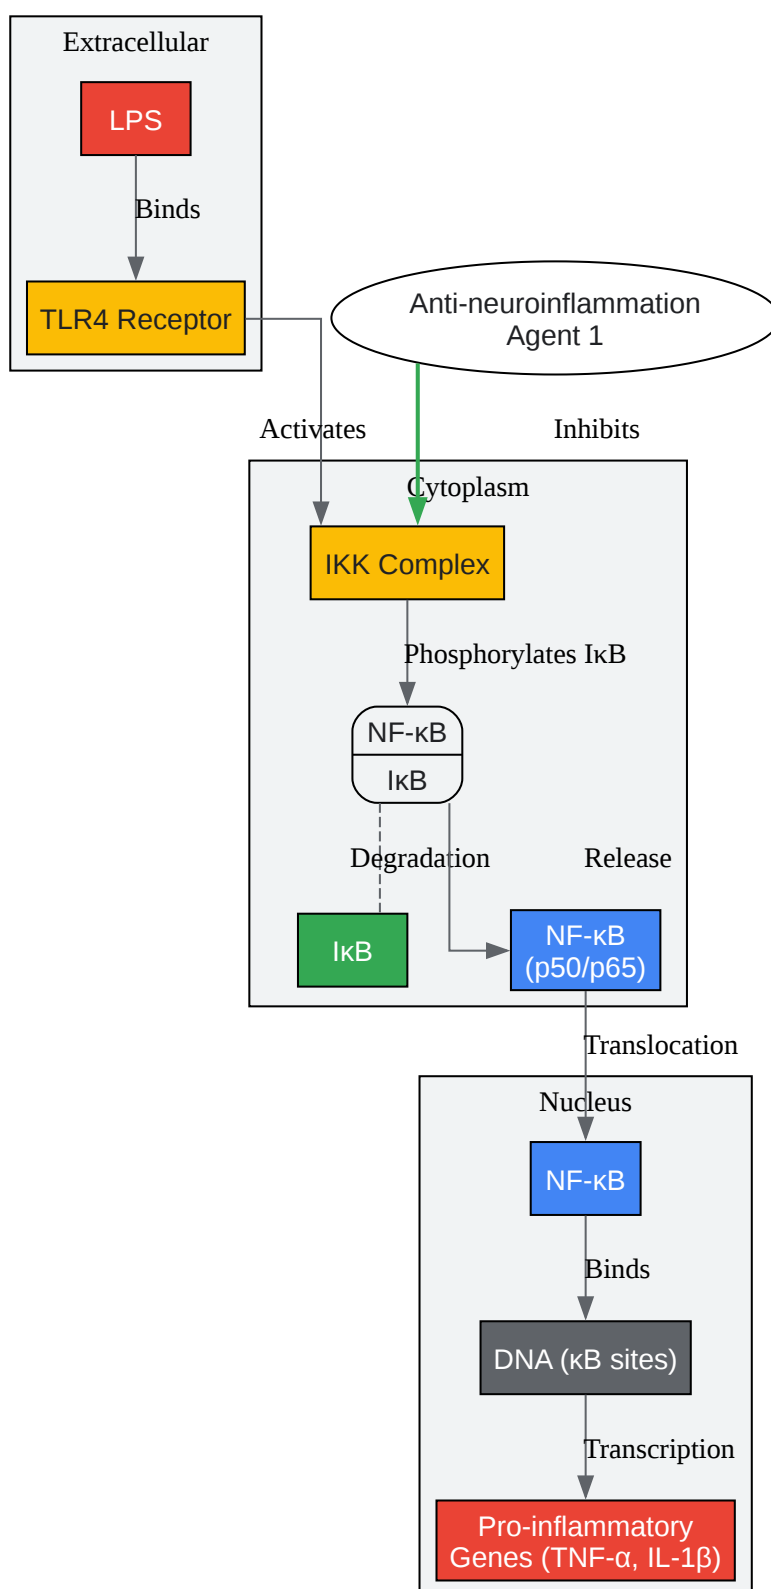 Extracellular
LPS
Binds
TLR4 Receptor
Anti-neuroinflammation
Agent 1
Activates
Inhibits
Cytoplasm
IKK Complex
Phosphorylates IκB
NF-κB
IκB
Degradation
Release
IκB
NF-κB
(p50/p65)
Translocation
Nucleus
NF-κB
Binds
DNA (κB sites)
Transcription
Pro-inflammatory
Genes (TNF-α, IL-1β)